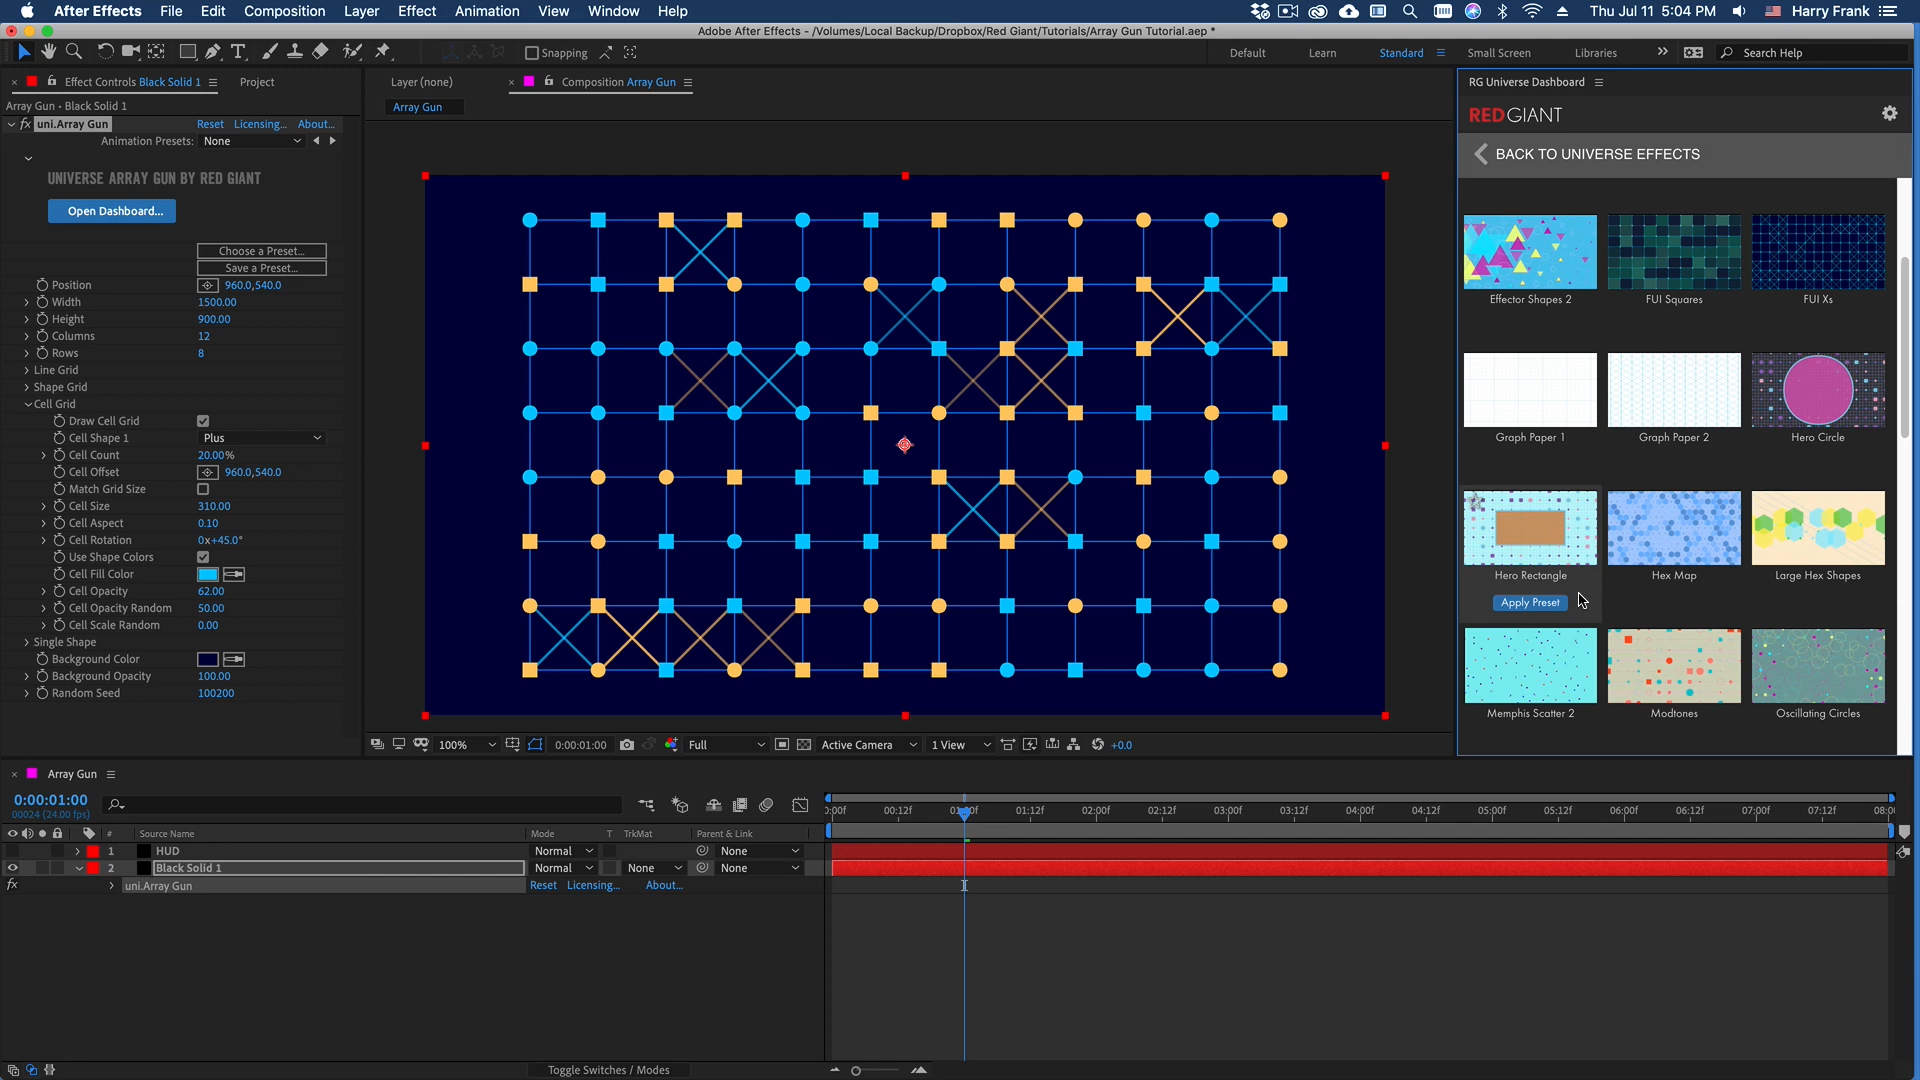 After Effects File Edit Composition Layer Effect Animation View Window Help Thu Jul 11 5:04 PM Harry Frank
Adobe After Effects - /Volumes/Local Backup/Dropbox/Red Giant/Tutorials/Array Gun Tutorial.aep *
Snapping Default Learn Standard Small Screen Libraries Search Help
Effect Controls Black Solid 1 Project
Array Gun • Black Solid 1
fx uni.Array Gun Reset Licensing... About...
Animation Presets: None
UNIVERSE ARRAY GUN BY RED GIANT
Open Dashboard...
Choose a Preset...
Save a Preset...
Position 960.0,540.0
Width 1500.00
Height 900.00
Columns 12
Rows 8
Line Grid
Shape Grid
Cell Grid
Draw Cell Grid
Cell Shape 1 Plus
Cell Count 20.00%
Cell Offset 960.0,540.0
Match Grid Size
Cell Size 310.00
Cell Aspect 0.10
Cell Rotation 0x+45.0°
Use Shape Colors
Cell Fill Color
Cell Opacity 62.00
Cell Opacity Random 50.00
Cell Scale Random 0.00
Single Shape
Background Color
Background Opacity 100.00
Random Seed 100200
Layer (none) Composition Array Gun
Array Gun
100% 0:00:01:00 Full Active Camera 1 View +0.0
RG Universe Dashboard
REDGIANT
BACK TO UNIVERSE EFFECTS
Effector Shapes 2 FUI Squares FUI Xs
Graph Paper 1 Graph Paper 2 Hero Circle
Hero Rectangle Hex Map Large Hex Shapes
Apply Preset
Memphis Scatter 2 Modtones Oscillating Circles
Array Gun
0:00:01:00
00024 (24.00 fps)
:00f 00:12f 01:00f 01:12f 02:00f 02:12f 03:00f 03:12f 04:00f 04:12f 05:00f 05:12f 06:00f 06:12f 07:00f 07:12f 08:0
# Source Name Mode T TrkMat Parent & Link
1 HUD Normal None
2 Black Solid 1 Normal None None
fx uni.Array Gun Reset Licensing... About...
Toggle Switches / Modes